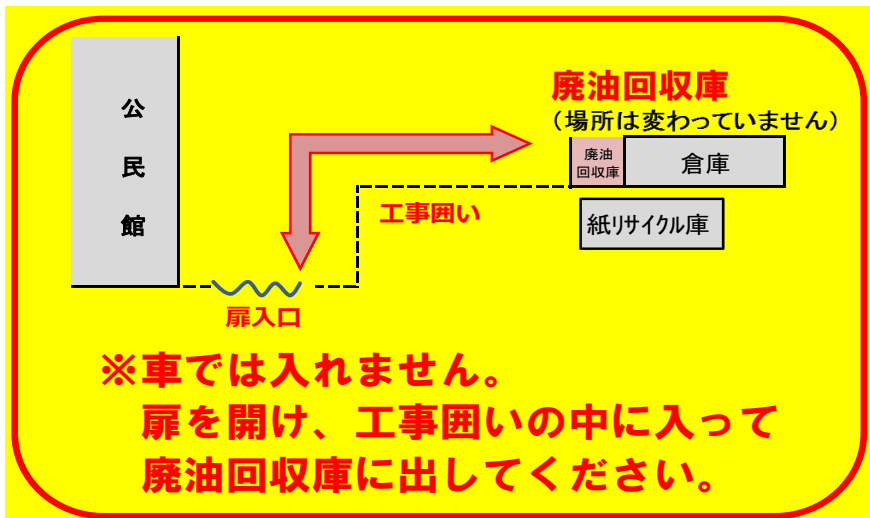 公民館
廃油回収庫
（場所は変わっていません）
廃油
回収庫
倉庫
工事囲い
紙リサイクル庫
扉入口
※車では入れません。
扉を開け、工事囲いの中に入って
廃油回収庫に出してください。